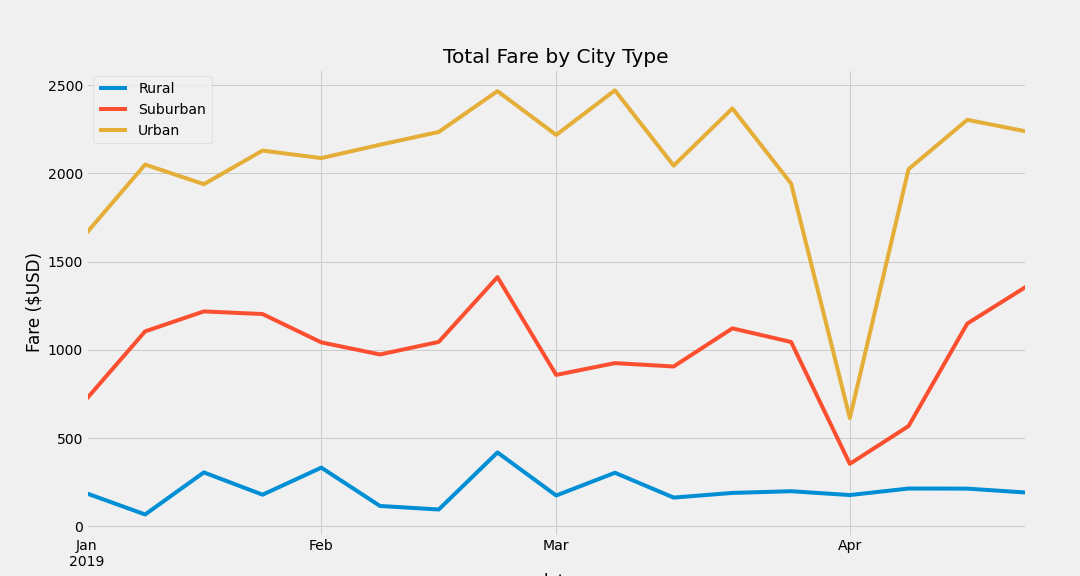 Total Fare by City Type
Rural
Suburban
Urban
Fare ($USD)
2500
2000
1500
1000
500
0
Jan
2019
Feb
Mar
Apr